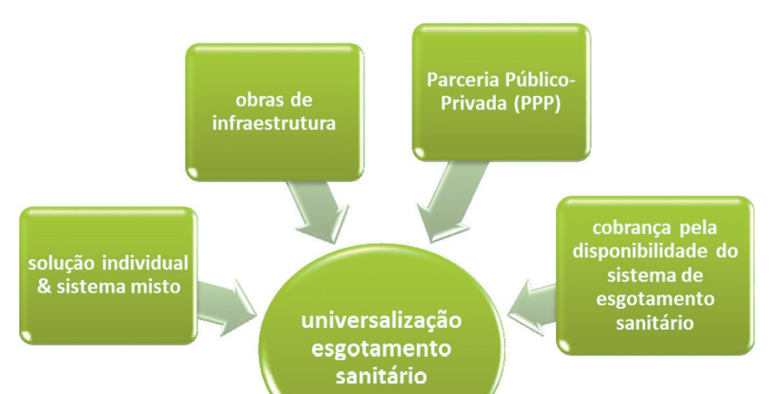 obras de
infraestrutura
Parceria Público-
Privada (PPP)
solução individual
& sistema misto
cobrança pela
disponibilidade do
sistema de
esgotamento
sanitário
universalização
esgotamento
sanitário